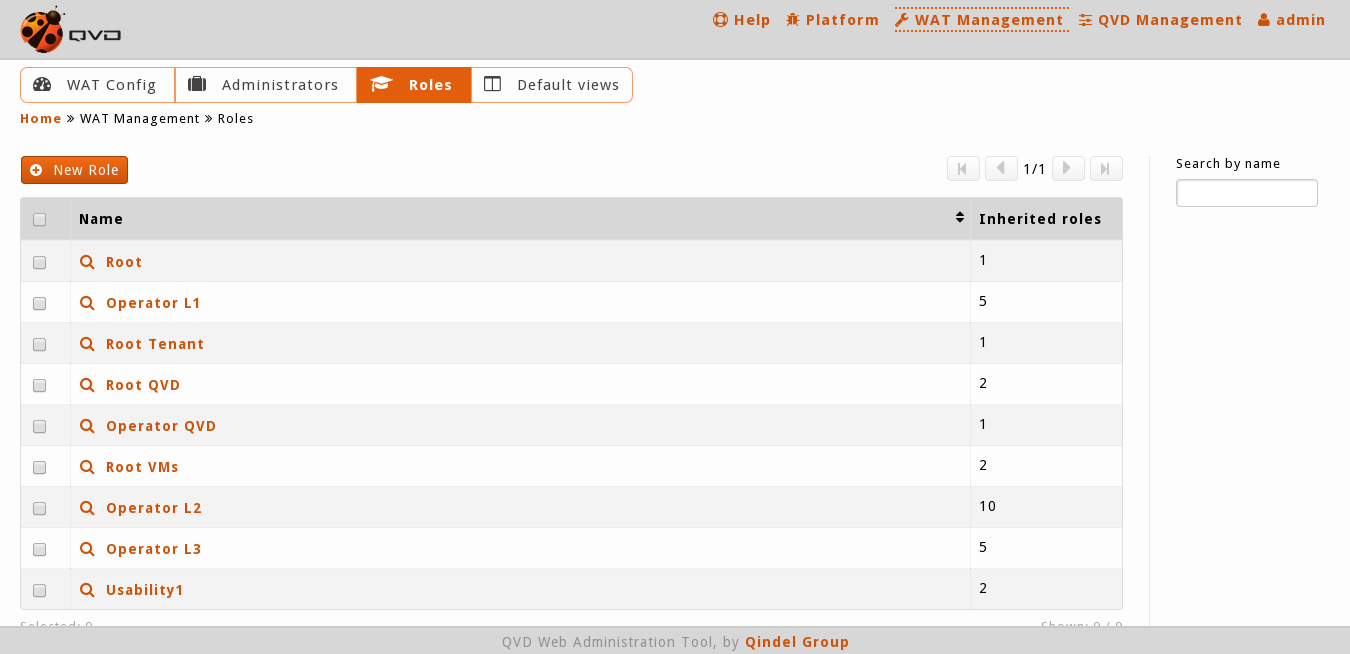 QVD
Help Platform WAT Management QVD Management admin
WAT Config Administrators Roles Default views
Home » WAT Management » Roles
New Role
1/1
Search by name
Name Inherited roles
Root 1
Operator L1 5
Root Tenant 1
Root QVD 2
Operator QVD 1
Root VMs 2
Operator L2 10
Operator L3 5
Usability1 2
Selected: 0 Shown: 9 / 9
QVD Web Administration Tool, by Qindel Group